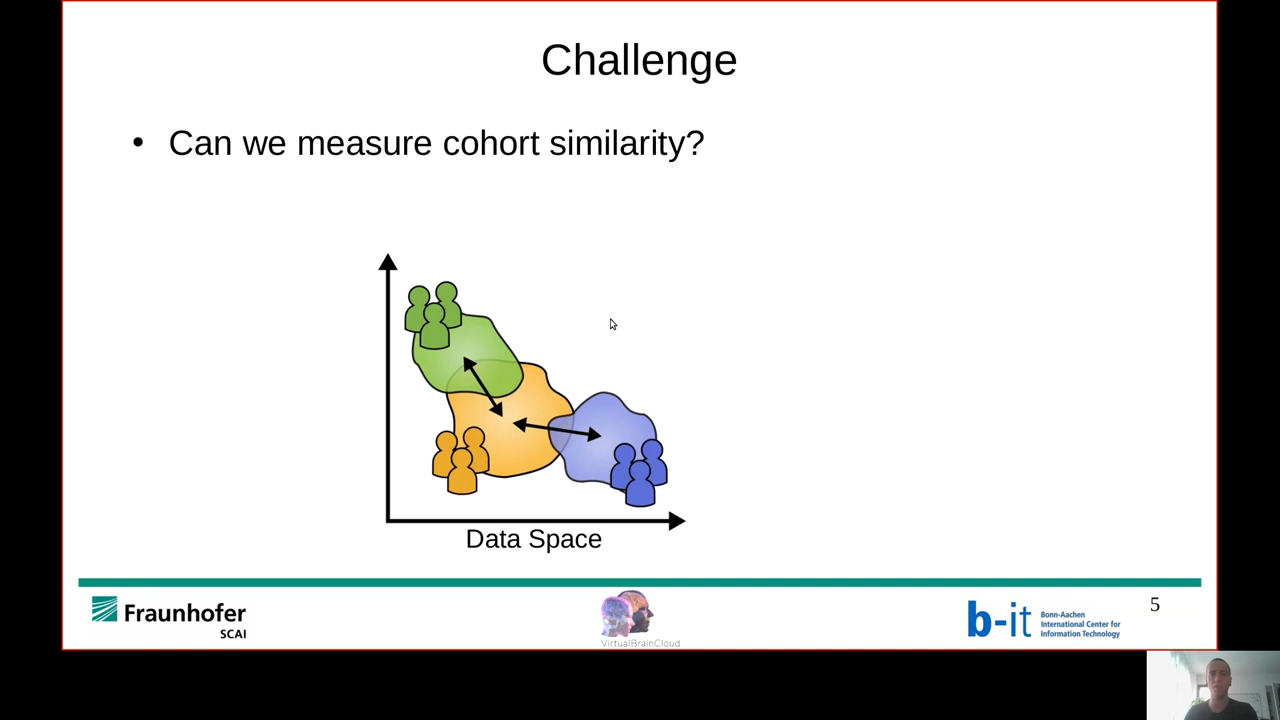 Challenge
• Can we measure cohort similarity?
Data Space
Fraunhofer
SCAI
VirtualBrainCloud
b-it
Bonn-Aachen
International Center for
Information Technology
5